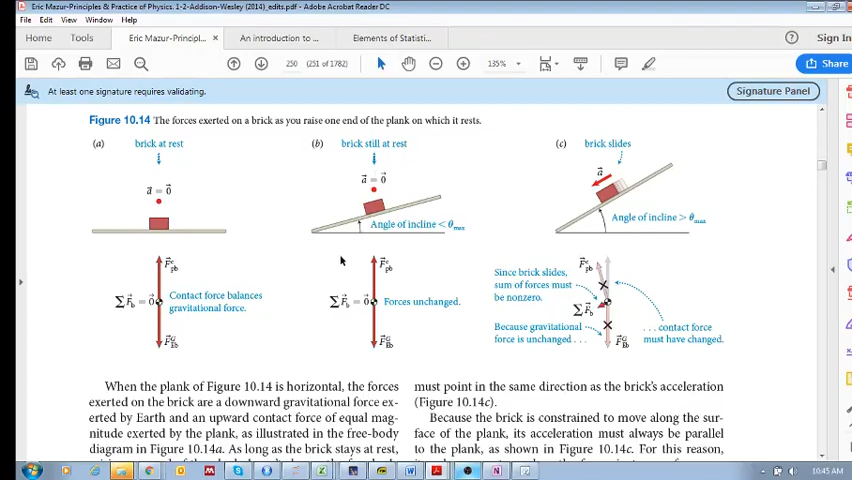 Eric Mazur-Principles & Practice of Physics. 1-2-Addison-Wesley (2014)_edits.pdf - Adobe Acrobat Reader DC
File Edit View Window Help
Home Tools Eric Mazur-Princip... × An introduction to ... Elements of Statisti... Sign In
250 (251 of 1782) 135% Share
At least one signature requires validating. Signature Panel
Figure 10.14 The forces exerted on a brick as you raise one end of the plank on which it rests.
(a) brick at rest (b) brick still at rest (c) brick slides
a⃗ = 0⃗ a⃗ = 0⃗ a⃗
Angle of incline < θmax Angle of incline > θmax
F⃗ᶜpb F⃗ᶜpb F⃗ᶜpb
Since brick slides,
sum of forces must
be nonzero.
∑F⃗b = 0⃗ Contact force balances
gravitational force.
∑F⃗b = 0⃗ Forces unchanged.
∑F⃗b
Because gravitational
force is unchanged . . .
. . . contact force
must have changed.
F⃗ᴳEb F⃗ᴳEb F⃗ᴳEb
When the plank of Figure 10.14 is horizontal, the forces
exerted on the brick are a downward gravitational force ex-
erted by Earth and an upward contact force of equal mag-
nitude exerted by the plank, as illustrated in the free-body
diagram in Figure 10.14a. As long as the brick stays at rest,
must point in the same direction as the brick's acceleration
(Figure 10.14c).
Because the brick is constrained to move along the sur-
face of the plank, its acceleration must always be parallel
to the plank, as shown in Figure 10.14c. For this reason,
10:45 AM